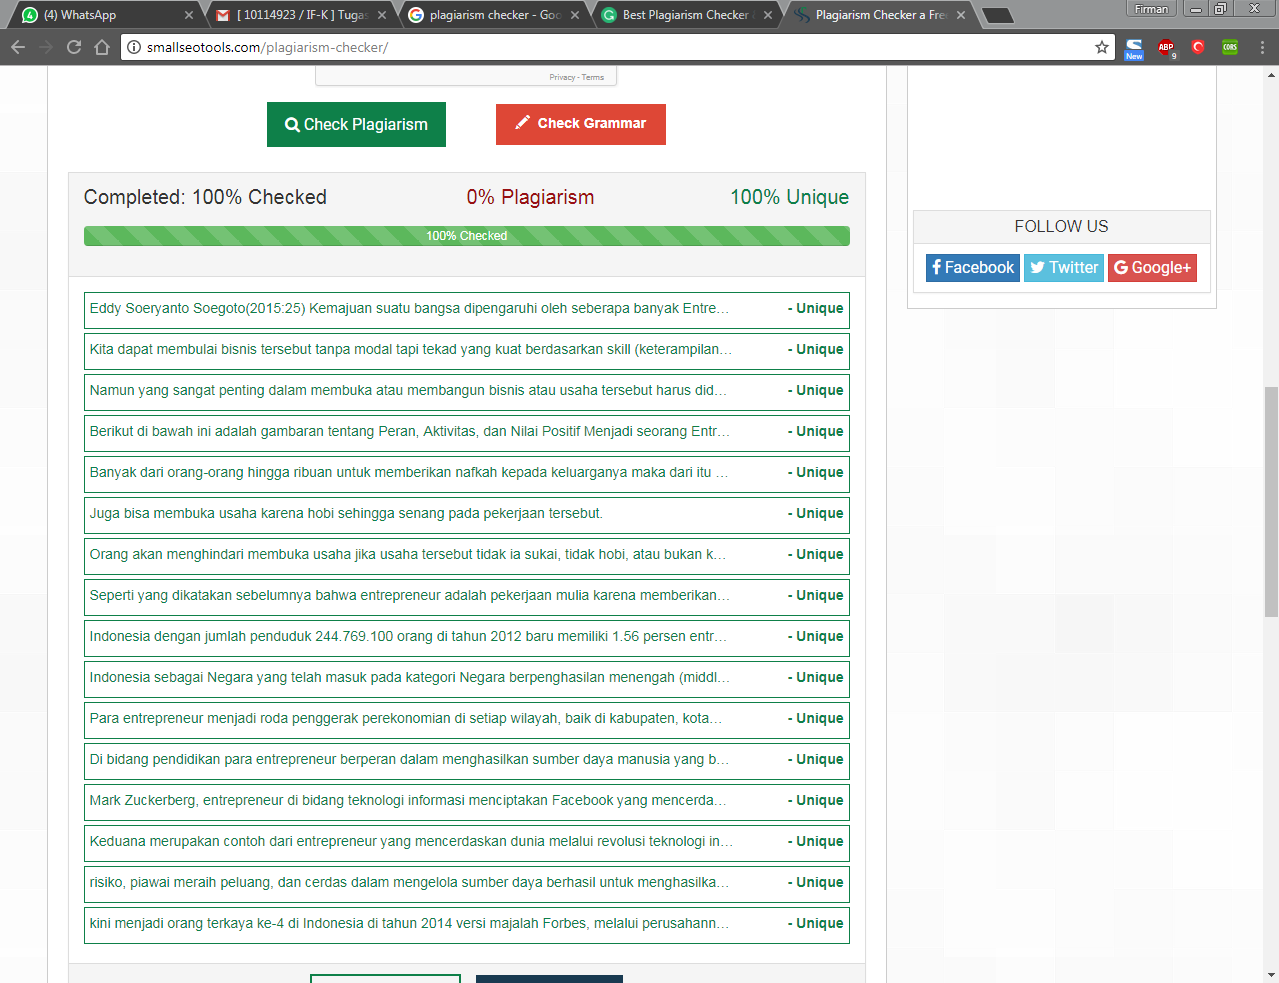 (4) WhatsApp
[ 10114923 / IF-K ] Tugas
plagiarism checker - Goo
Best Plagiarism Checker
Plagiarism Checker a Fre
Firman
smallseotools.com/plagiarism-checker/
New
ABP
9
CORS
Privacy - Terms
Check Plagiarism
Check Grammar
Completed: 100% Checked
0% Plagiarism
100% Unique
100% Checked
FOLLOW US
Facebook
Twitter
Google+
Eddy Soeryanto Soegoto(2015:25) Kemajuan suatu bangsa dipengaruhi oleh seberapa banyak Entre... - Unique
Kita dapat membulai bisnis tersebut tanpa modal tapi tekad yang kuat berdasarkan skill (keterampilan... - Unique
Namun yang sangat penting dalam membuka atau membangun bisnis atau usaha tersebut harus did... - Unique
Berikut di bawah ini adalah gambaran tentang Peran, Aktivitas, dan Nilai Positif Menjadi seorang Entr... - Unique
Banyak dari orang-orang hingga ribuan untuk memberikan nafkah kepada keluarganya maka dari itu ... - Unique
Juga bisa membuka usaha karena hobi sehingga senang pada pekerjaan tersebut. - Unique
Orang akan menghindari membuka usaha jika usaha tersebut tidak ia sukai, tidak hobi, atau bukan k... - Unique
Seperti yang dikatakan sebelumnya bahwa entrepreneur adalah pekerjaan mulia karena memberikan... - Unique
Indonesia dengan jumlah penduduk 244.769.100 orang di tahun 2012 baru memiliki 1.56 persen entr... - Unique
Indonesia sebagai Negara yang telah masuk pada kategori Negara berpenghasilan menengah (middl... - Unique
Para entrepreneur menjadi roda penggerak perekonomian di setiap wilayah, baik di kabupaten, kota... - Unique
Di bidang pendidikan para entrepreneur berperan dalam menghasilkan sumber daya manusia yang b... - Unique
Mark Zuckerberg, entrepreneur di bidang teknologi informasi menciptakan Facebook yang mencerda... - Unique
Keduana merupakan contoh dari entrepreneur yang mencerdaskan dunia melalui revolusi teknologi in... - Unique
risiko, piawai meraih peluang, dan cerdas dalam mengelola sumber daya berhasil untuk menghasilka... - Unique
kini menjadi orang terkaya ke-4 di Indonesia di tahun 2014 versi majalah Forbes, melalui perusahann... - Unique